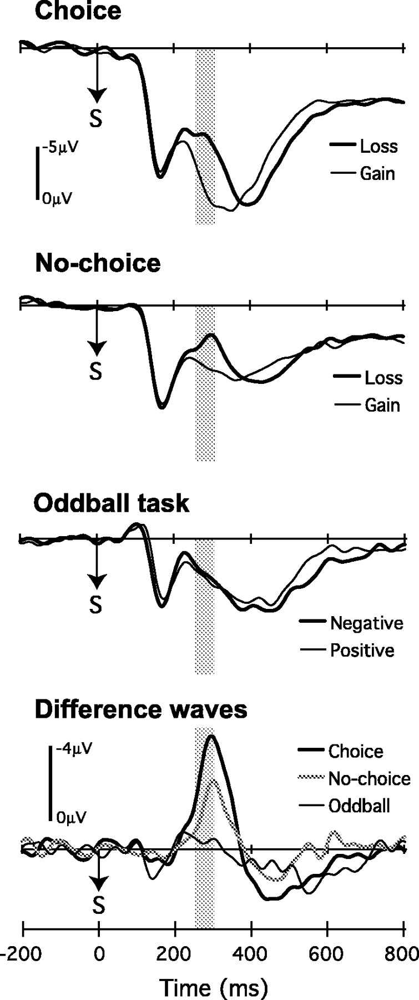 Choice
S
-5µV
0µV
Loss
Gain
No-choice
S
Loss
Gain
Oddball task
S
Negative
Positive
Difference waves
-4µV
0µV
Choice
No-choice
Oddball
S
-200 0 200 400 600 800
Time (ms)